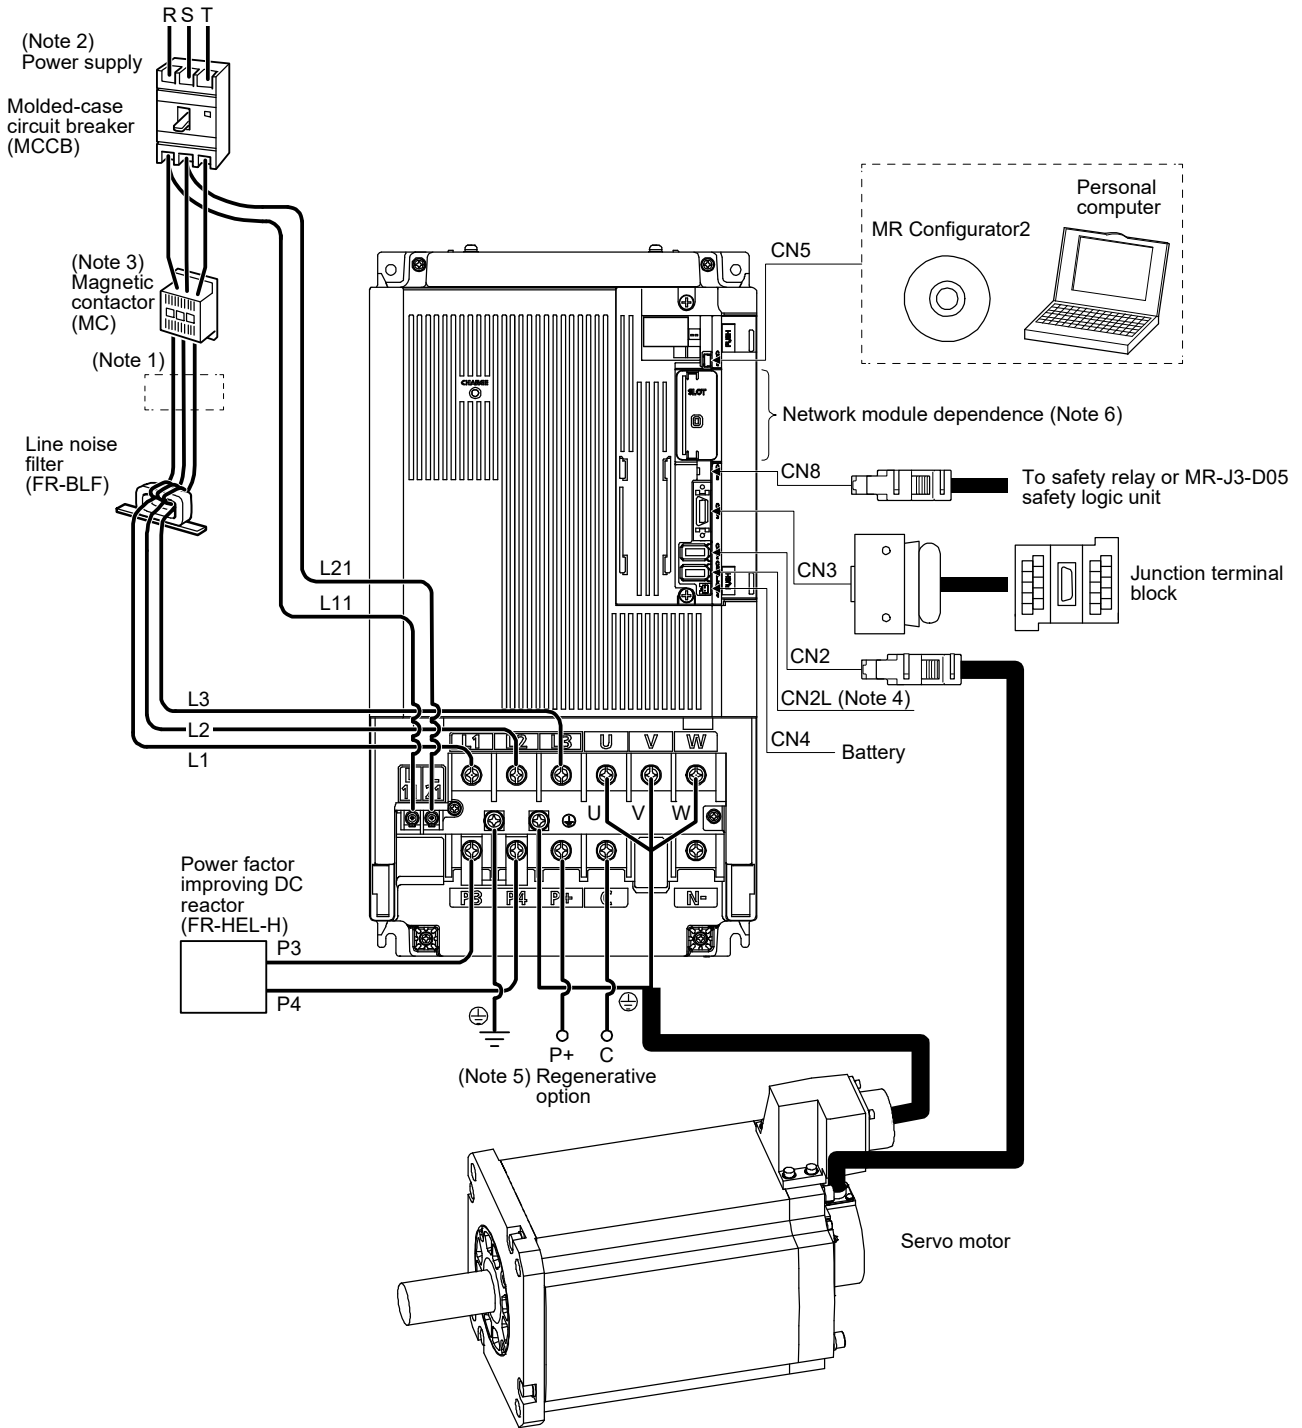 R S T
(Note 2)
Power supply
Molded-case
circuit breaker
(MCCB)
(Note 3)
Magnetic
contactor
(MC)
(Note 1)
Line noise
filter
(FR-BLF)
CN5
MR Configurator2
Personal
computer
CHARGE
SLOT
PUSH
Network module dependence (Note 6)
CN8
To safety relay or MR-J3-D05
safety logic unit
CN3
Junction terminal
block
PUSH
CN2
CN2L (Note 4)
CN4
Battery
L21
L11
L3
L2
L1
L1 L2 L3 U V W
U V W
P3 P4 P+ C N-
Power factor
improving DC
reactor
(FR-HEL-H)
P3
P4
P+ C
(Note 5) Regenerative
option
Servo motor